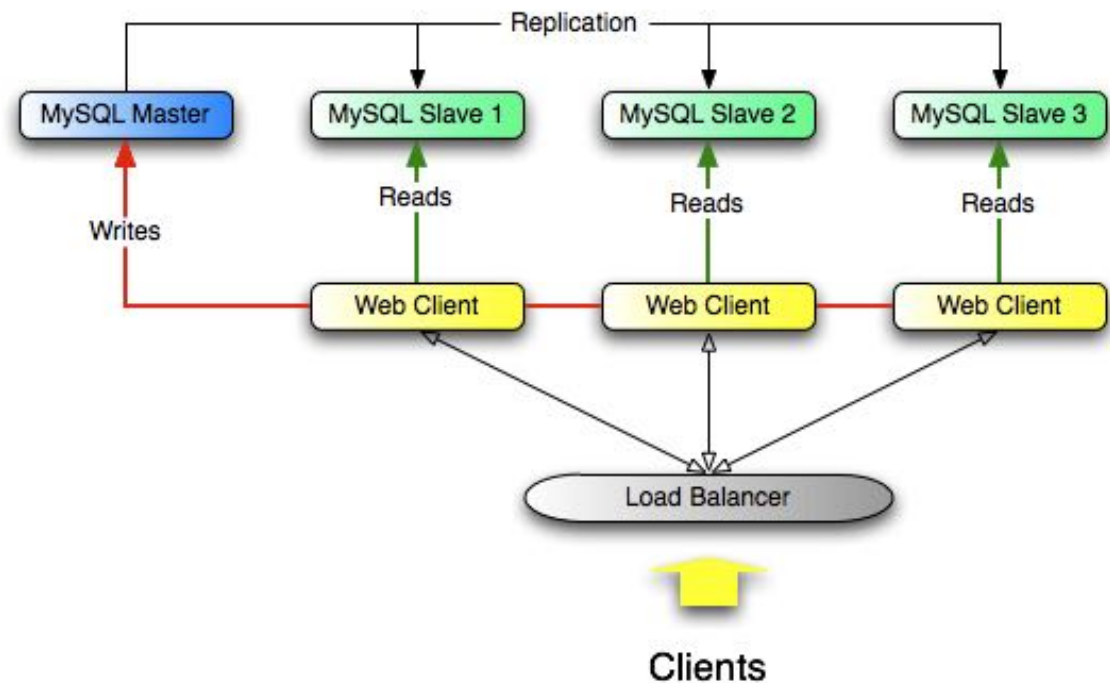 Replication
MySQL Master
MySQL Slave 1
MySQL Slave 2
MySQL Slave 3
Reads
Reads
Reads
Writes
Web Client
Web Client
Web Client
Load Balancer
Clients